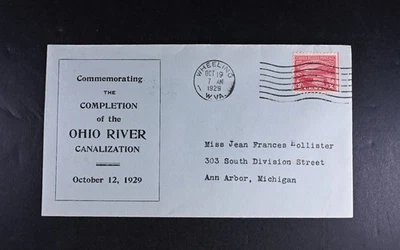 Commemorating
THE
COMPLETION
of the
OHIO RIVER
CANALIZATION
October 12, 1929
WHEELING
OCT 19
7 AM
1929
W.VA.
Miss Jean Frances Hollister
303 South Division Street
Ann Arbor, Michigan